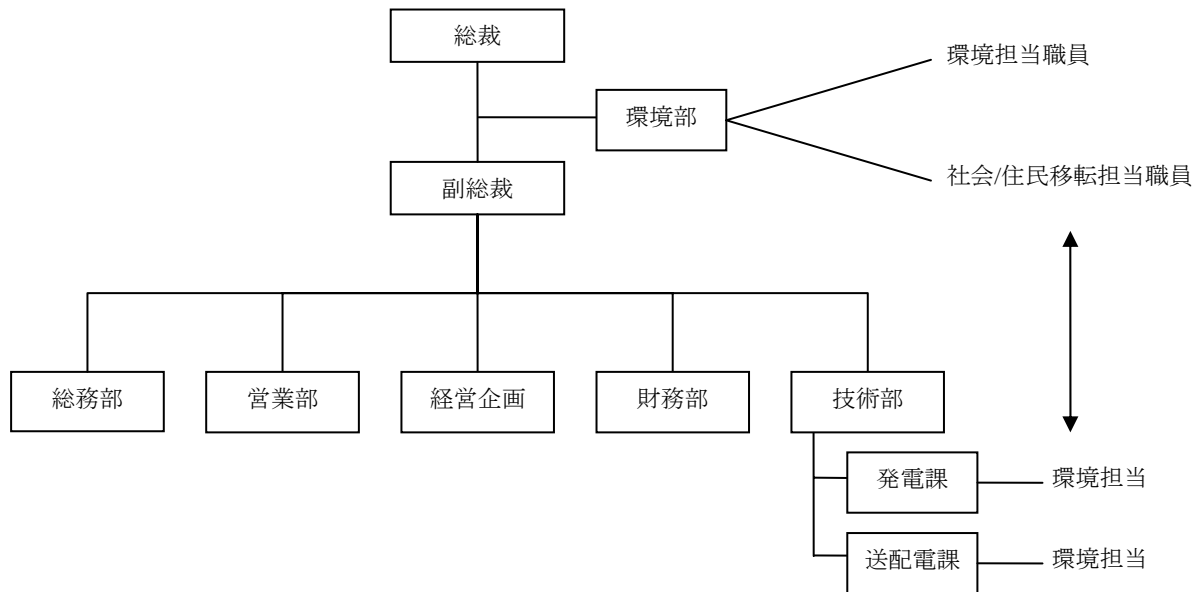 総裁
環境担当職員
環境部
社会/住民移転担当職員
副総裁
総務部
営業部
経営企画
財務部
技術部
発電課
環境担当
送配電課
環境担当